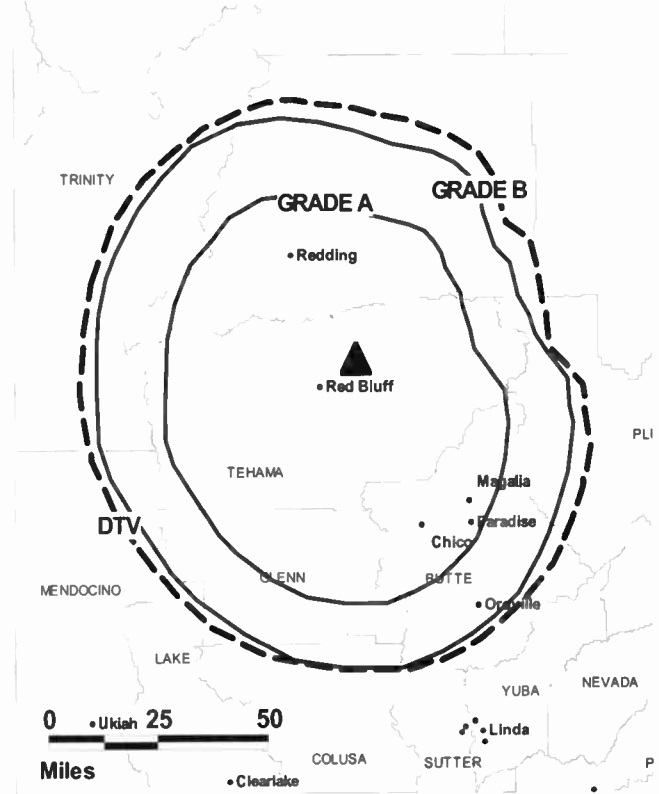 TRINITY
GRADE B
GRADE A
Redding
Red Bluff
PLU
TEHAMA
Magalia
Paradise
DTV
Chico
GLENN
BUTTE
MENDOCINO
Oroville
LAKE
NEVADA
YUBA
0 Ukiah 25 50
Linda
Miles
COLUSA
SUTTER
P
Clearlake